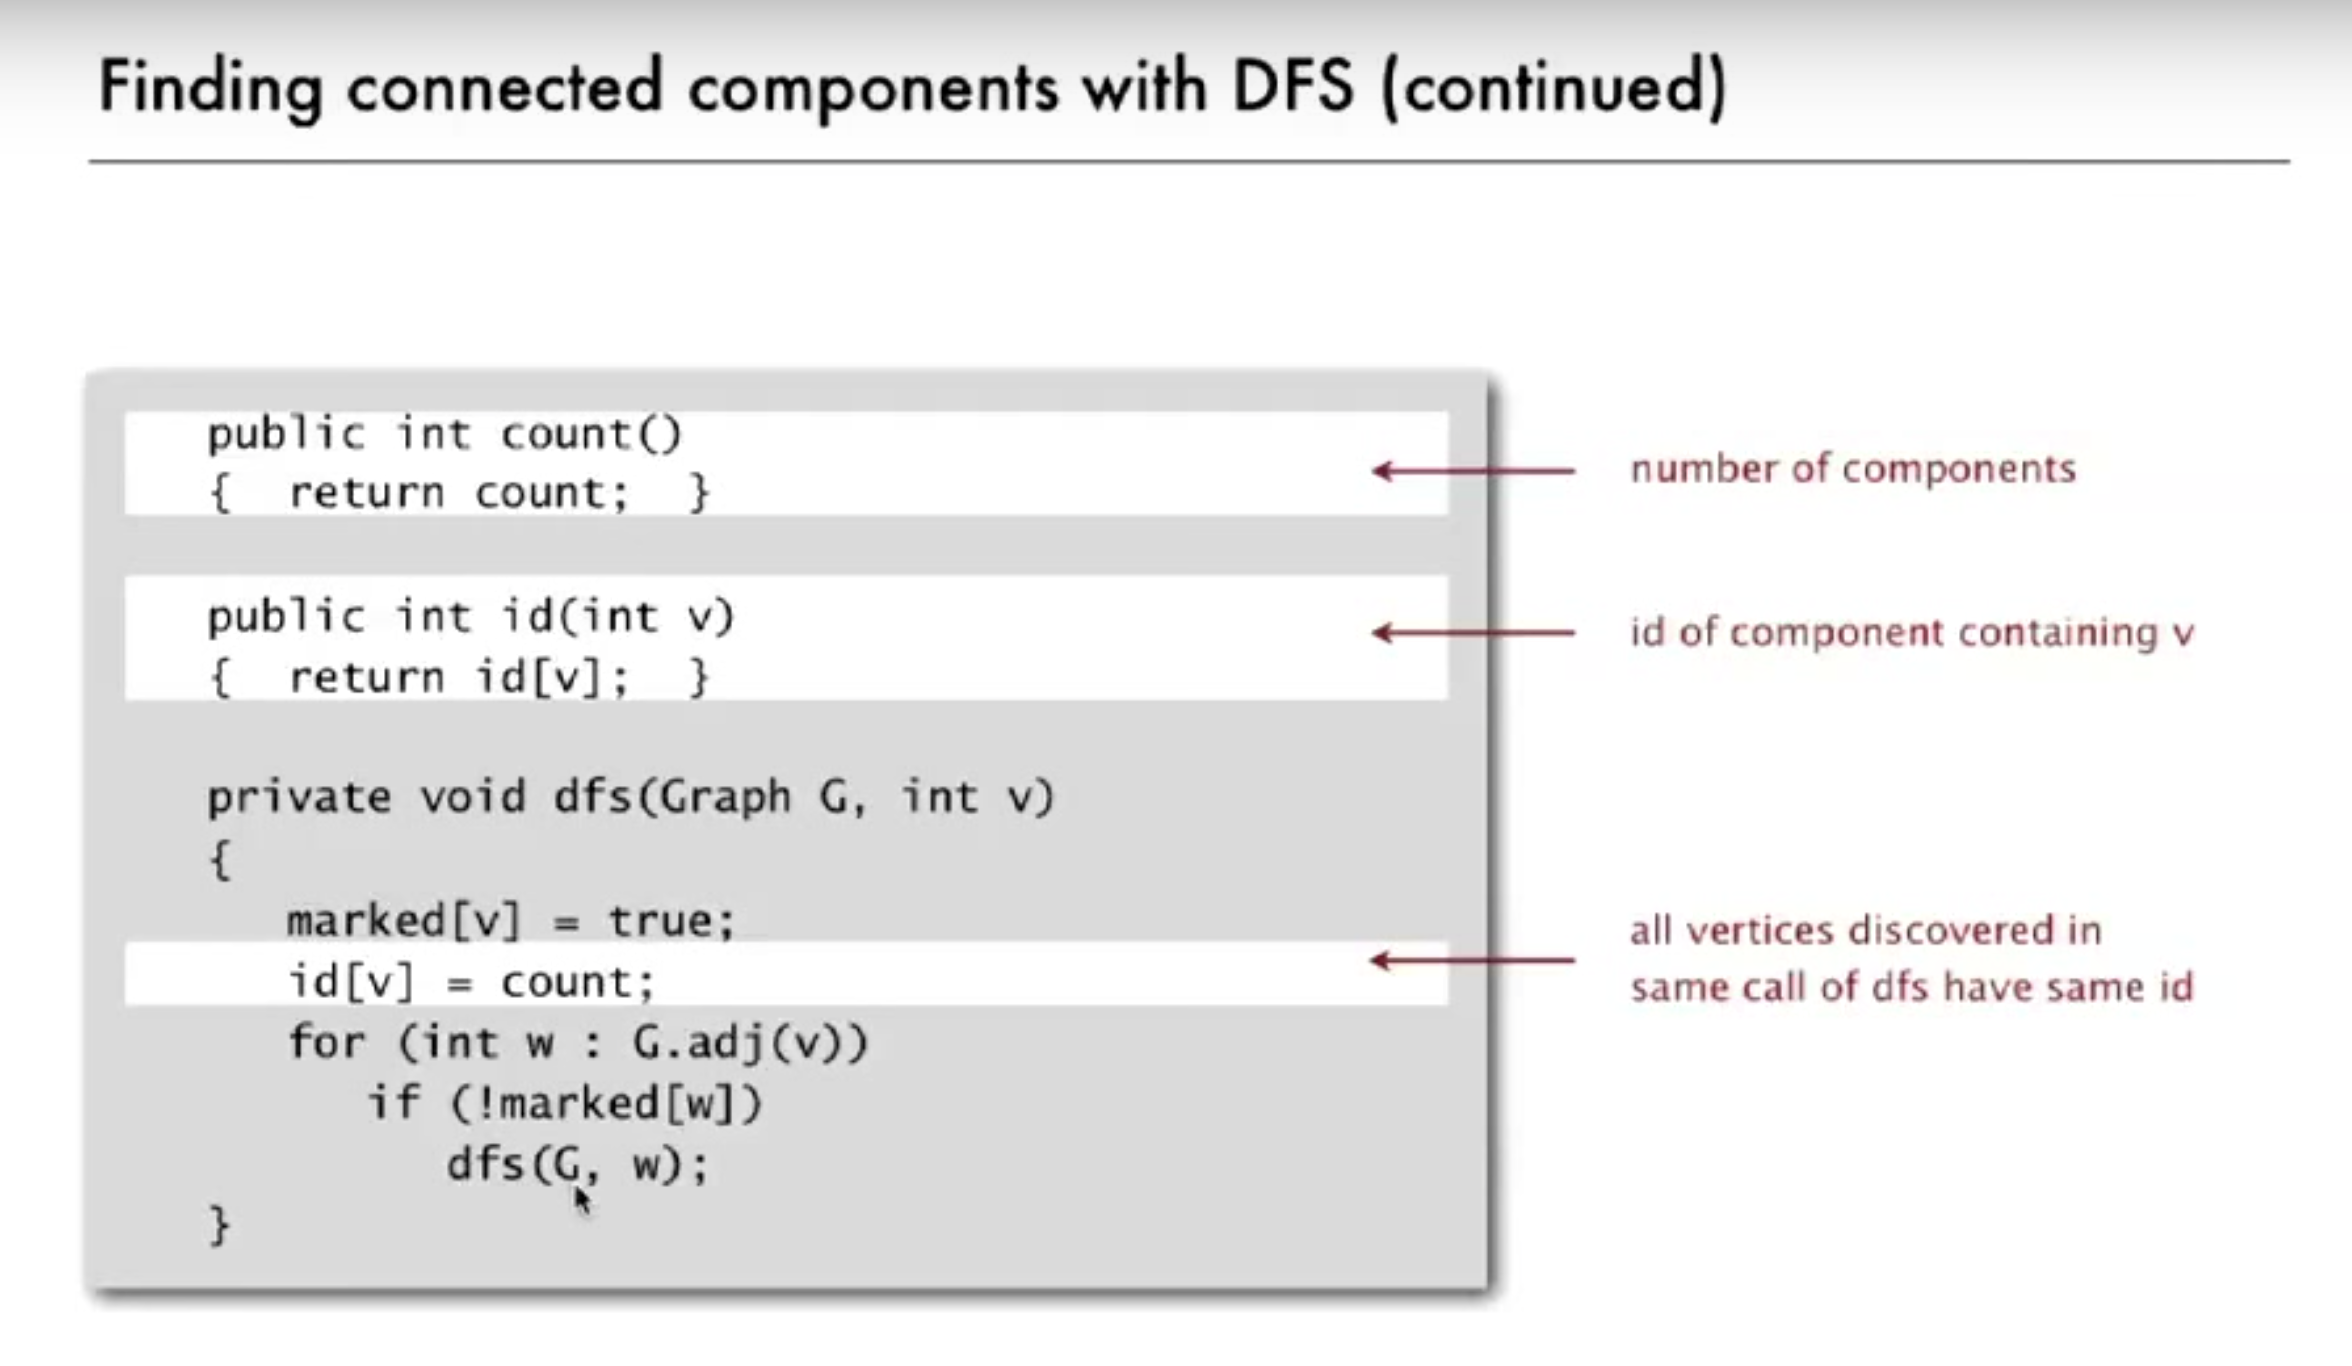 Finding connected components with DFS (continued)
public int count()
{  return count;  }
number of components
public int id(int v)
{  return id[v];  }
id of component containing v
private void dfs(Graph G, int v)
{
marked[v] = true;
id[v] = count;
all vertices discovered in
same call of dfs have same id
for (int w : G.adj(v))
if (!marked[w])
dfs(G, w);
}